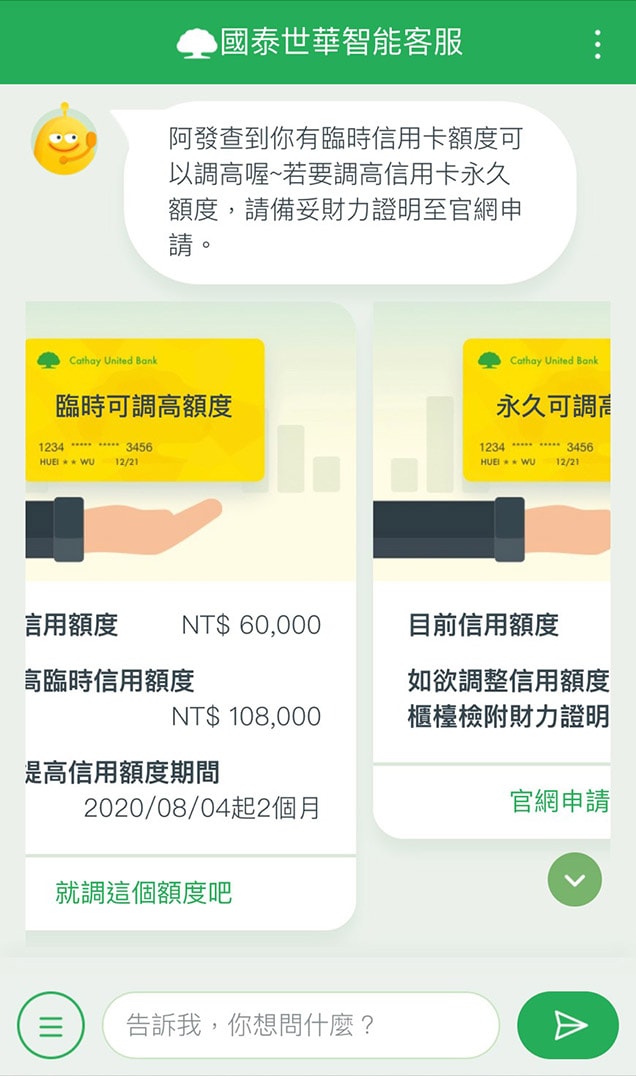 國泰世華智能客服
阿發查到你有臨時信用卡額度可
以調高喔~若要調高信用卡永久
額度，請備妥財力證明至官網申
請。
Cathay United Bank
臨時可調高額度
1234 ***** ***** 3456
HUEI ＊＊ WU 12/21
信用額度 NT$ 60,000
高臨時信用額度
NT$ 108,000
提高信用額度期間
2020/08/04起2個月
就調這個額度吧
Cathay United Bank
永久可調高
1234 ***** ***** 3456
HUEI ＊＊ WU 12/21
目前信用額度
如欲調整信用額度
櫃檯檢附財力證明
官網申請
告訴我，你想問什麼？